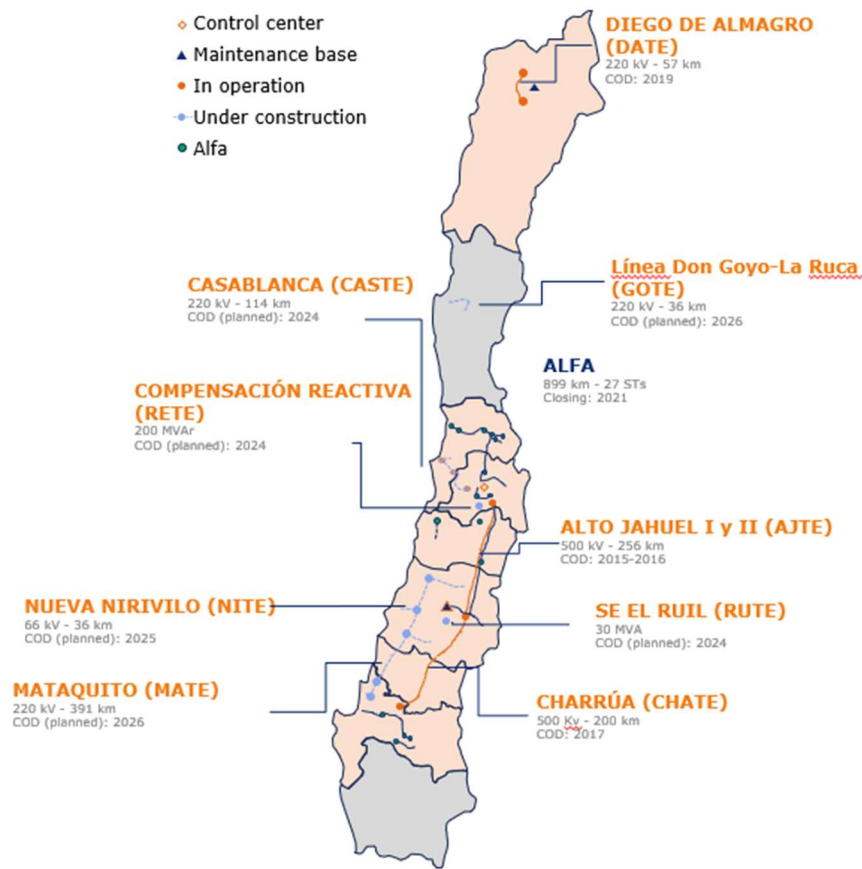 Control center
Maintenance base
In operation
Under construction
Alfa
DIEGO DE ALMAGRO
(DATE)
220 kV - 57 km
COD: 2019
CASABLANCA (CASTE)
220 kV - 114 km
COD (planned): 2024
Línea Don Goyo-La Ruca
(GOTE)
220 kV - 36 km
COD (planned): 2026
COMPENSACIÓN REACTIVA
(RETE)
200 MVAr
COD (planned): 2024
ALFA
899 km - 27 STs
Closing: 2021
ALTO JAHUEL I y II (AJTE)
500 kV - 256 km
COD: 2015-2016
NUEVA NIRIVILO (NITE)
66 kV - 36 km
COD (planned): 2025
SE EL RUIL (RUTE)
30 MVA
COD (planned): 2024
MATAQUITO (MATE)
220 kV - 391 km
COD (planned): 2026
CHARRÚA (CHATE)
500 Kv - 200 km
COD: 2017